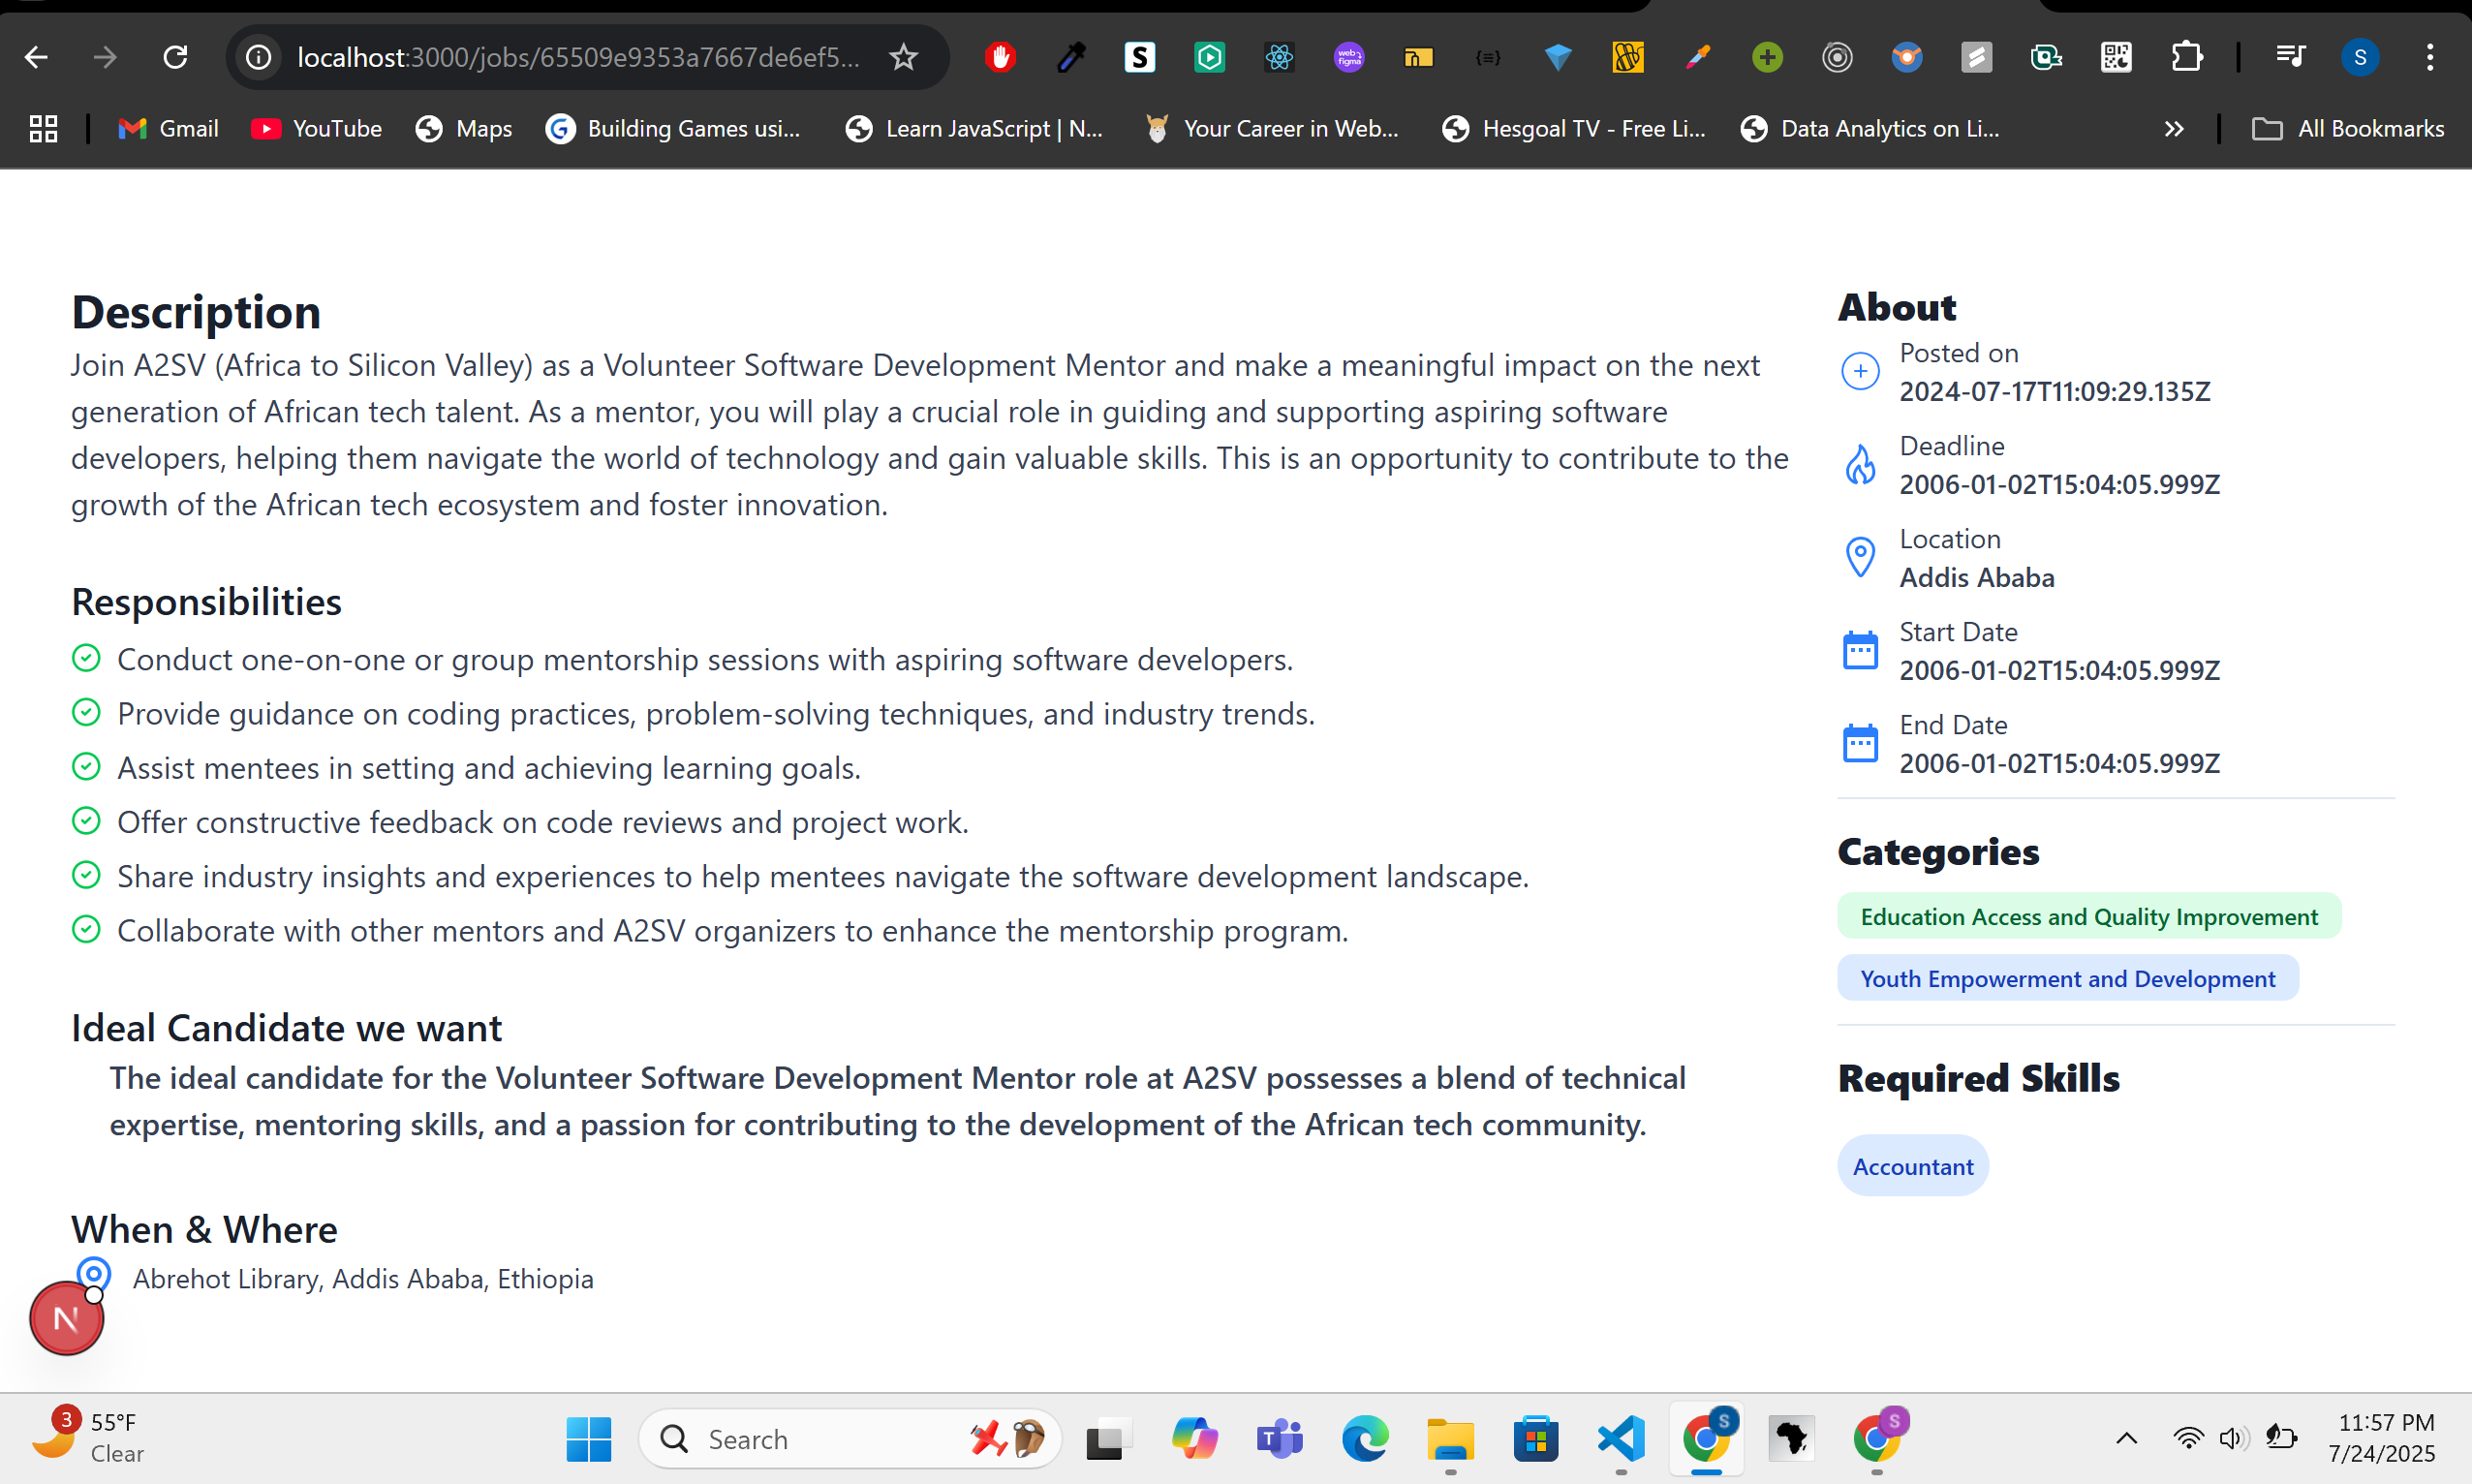 localhost:3000/jobs/65509e9353a7667de6ef5...
S
web figma
{≡}
S
Gmail
YouTube
Maps
Building Games usi...
Learn JavaScript | N...
Your Career in Web...
Hesgoal TV - Free Li...
Data Analytics on Li...
All Bookmarks
Description
Join A2SV (Africa to Silicon Valley) as a Volunteer Software Development Mentor and make a meaningful impact on the next
generation of African tech talent. As a mentor, you will play a crucial role in guiding and supporting aspiring software
developers, helping them navigate the world of technology and gain valuable skills. This is an opportunity to contribute to the
growth of the African tech ecosystem and foster innovation.
Responsibilities
Conduct one-on-one or group mentorship sessions with aspiring software developers.
Provide guidance on coding practices, problem-solving techniques, and industry trends.
Assist mentees in setting and achieving learning goals.
Offer constructive feedback on code reviews and project work.
Share industry insights and experiences to help mentees navigate the software development landscape.
Collaborate with other mentors and A2SV organizers to enhance the mentorship program.
Ideal Candidate we want
The ideal candidate for the Volunteer Software Development Mentor role at A2SV possesses a blend of technical
expertise, mentoring skills, and a passion for contributing to the development of the African tech community.
When & Where
Abrehot Library, Addis Ababa, Ethiopia
N
About
Posted on
2024-07-17T11:09:29.135Z
Deadline
2006-01-02T15:04:05.999Z
Location
Addis Ababa
Start Date
2006-01-02T15:04:05.999Z
End Date
2006-01-02T15:04:05.999Z
Categories
Education Access and Quality Improvement
Youth Empowerment and Development
Required Skills
Accountant
3
55°F
Clear
Search
T
S
S
11:57 PM
7/24/2025